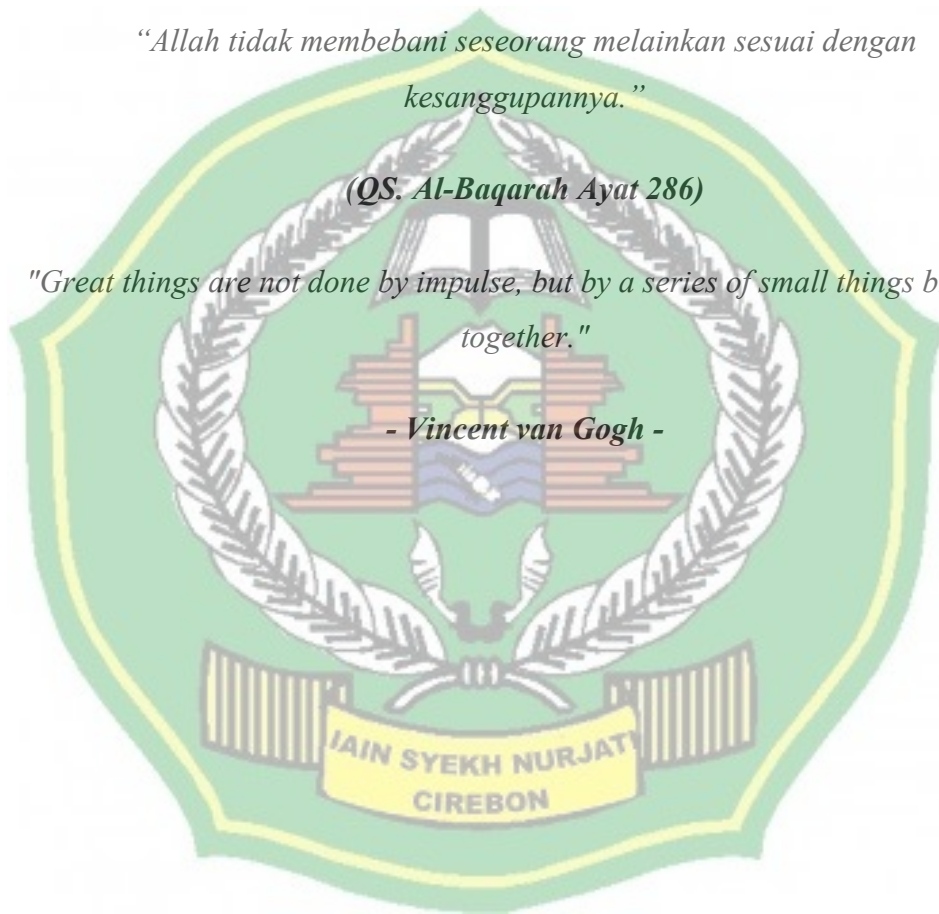 “Allah tidak membebani seseorang melainkan sesuai dengan
kesanggupannya.”
(QS. Al-Baqarah Ayat 286)
"Great things are not done by impulse, but by a series of small things b
together."
- Vincent van Gogh -
IAIN SYEKH NURJATI
CIREBON